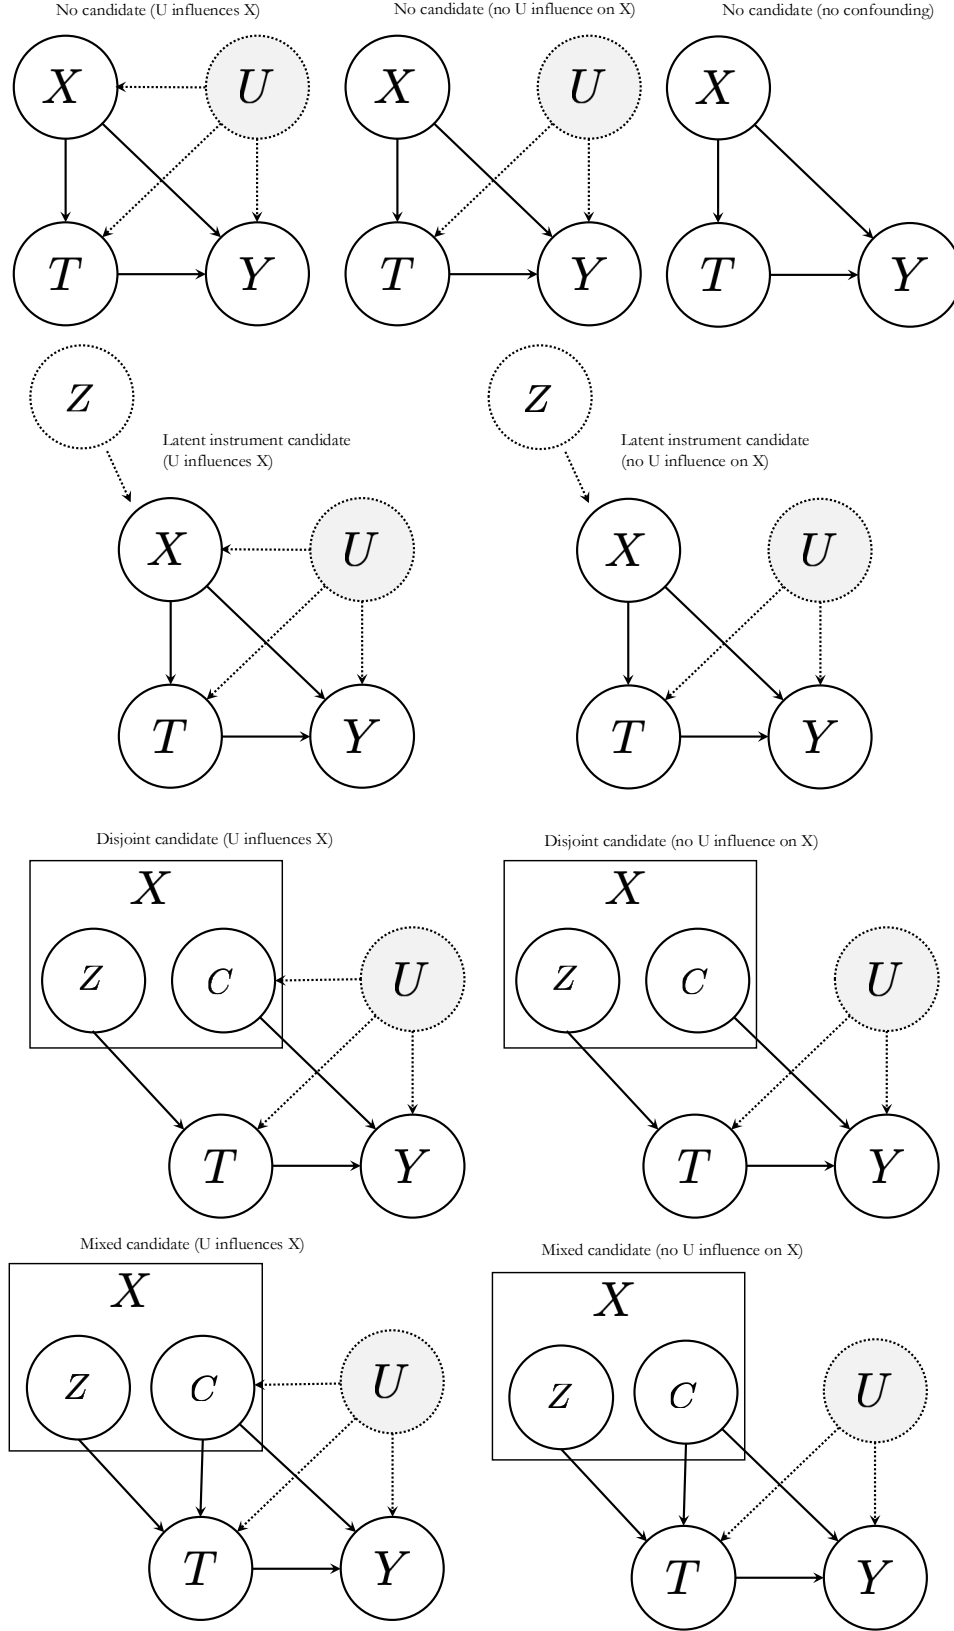 No candidate (U influences X)
No candidate (no U influence on X)
No candidate (no confounding)
X
U
X
U
X
T
Y
T
Y
T
Y
Z
Z
Latent instrument candidate
(U influences X)
Latent instrument candidate
(no U influence on X)
X
U
X
U
T
Y
T
Y
Disjoint candidate (U influences X)
Disjoint candidate (no U influence on X)
X
X
Z
C
U
Z
C
U
T
Y
T
Y
Mixed candidate (U influences X)
Mixed candidate (no U influence on X)
X
X
Z
C
U
Z
C
U
T
Y
T
Y